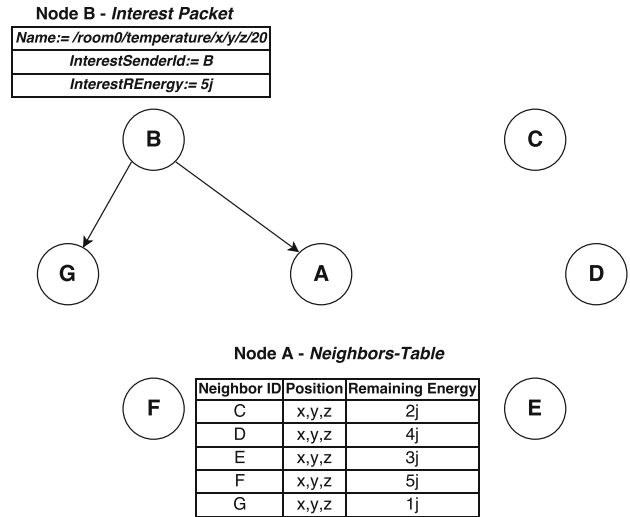 Node B - Interest Packet
Name:= /room0/temperature/x/y/z/20
InterestSenderId:= B
InterestREnergy:= 5j
B
C
G
A
D
Node A - Neighbors-Table
F
E
Neighbor ID Position Remaining Energy
C x,y,z 2j
D x,y,z 4j
E x,y,z 3j
F x,y,z 5j
G x,y,z 1j